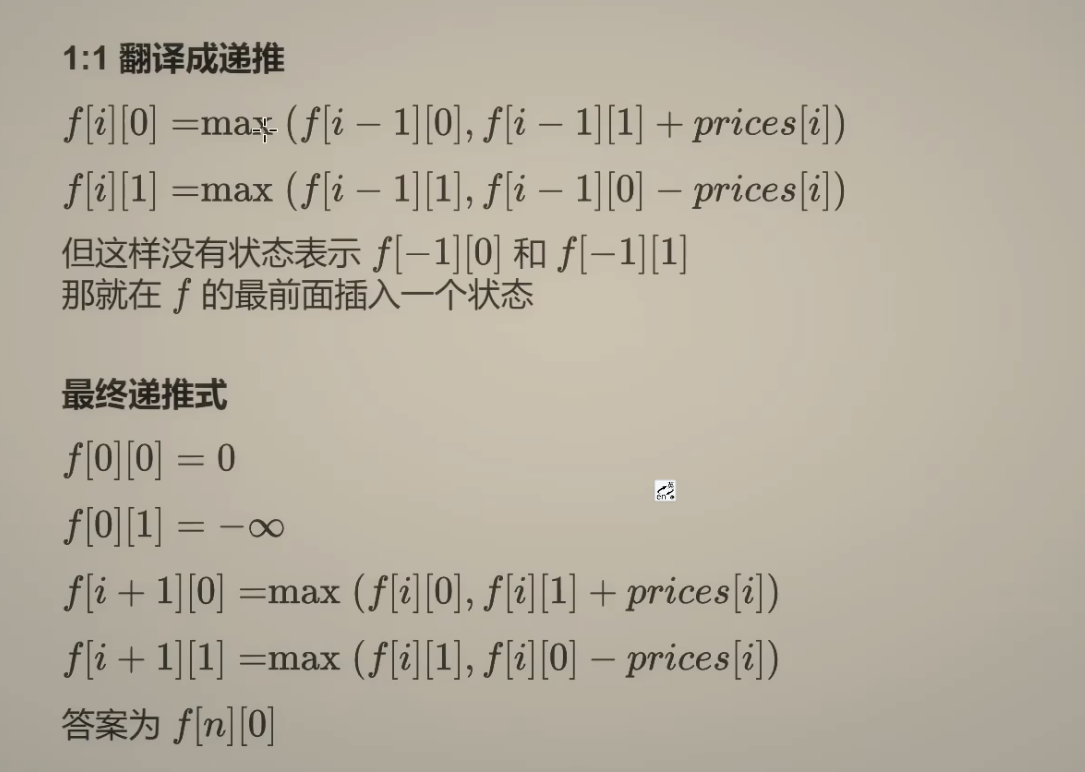 1:1 翻译成递推
f[i][0] =max (f[i − 1][0], f[i − 1][1] + prices[i])
f[i][1] =max (f[i − 1][1], f[i − 1][0] − prices[i])
但这样没有状态表示 f[−1][0] 和 f[−1][1]
那就在 f 的最前面插入一个状态
最终递推式
f[0][0] = 0
f[0][1] = −∞
英
en
f[i + 1][0] =max (f[i][0], f[i][1] + prices[i])
f[i + 1][1] =max (f[i][1], f[i][0] − prices[i])
答案为 f[n][0]